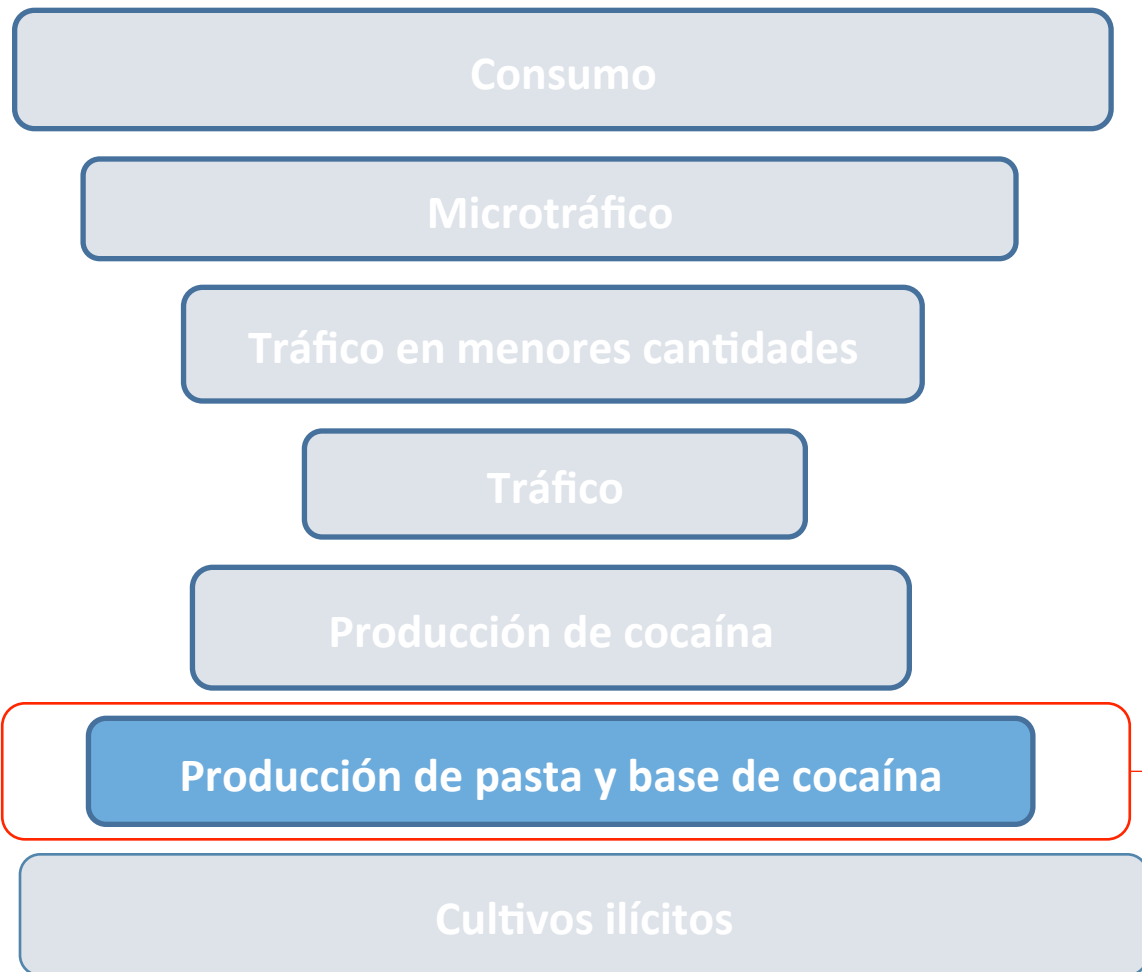 Consumo
Microtráfico
Tráfico en menores cantidades
Tráfico
Producción de cocaína
Producción de pasta y base de cocaína
Cultivos ilícitos